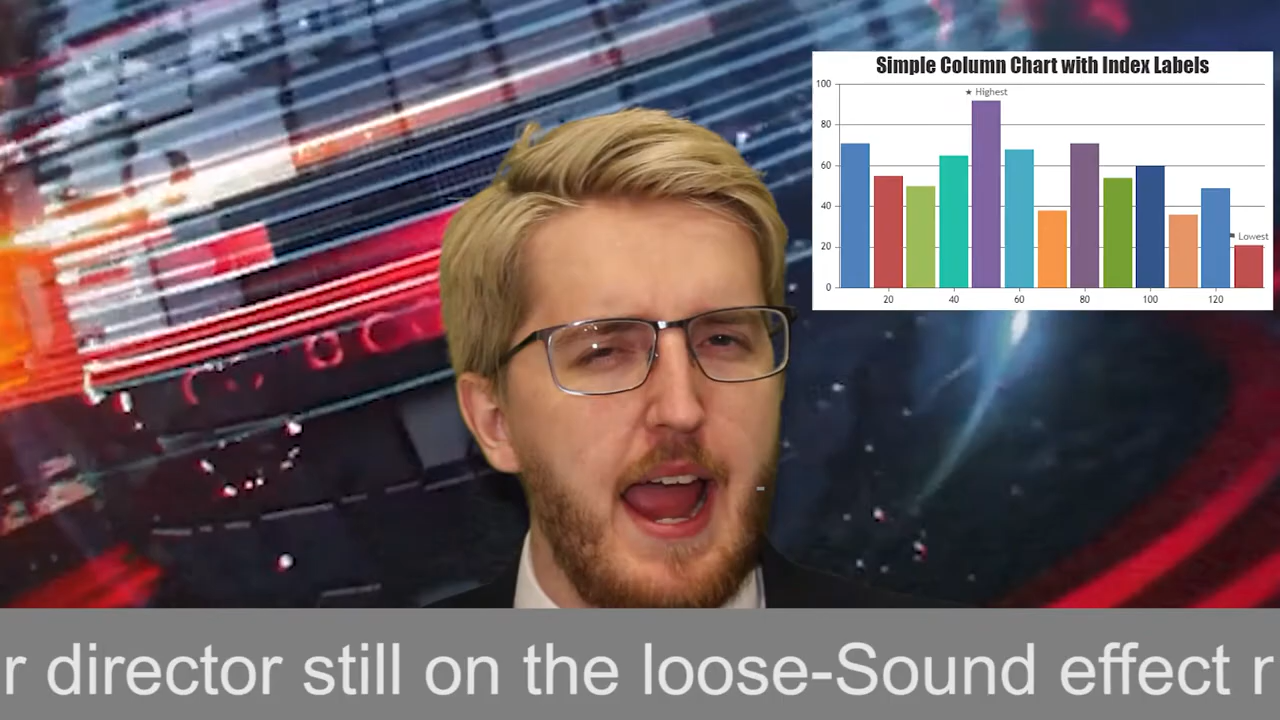 Simple Column Chart with Index Labels
100
★ Highest
80
60
40
20
Lowest
0
20 40 60 80 100 120
r director still on the loose-Sound effect r